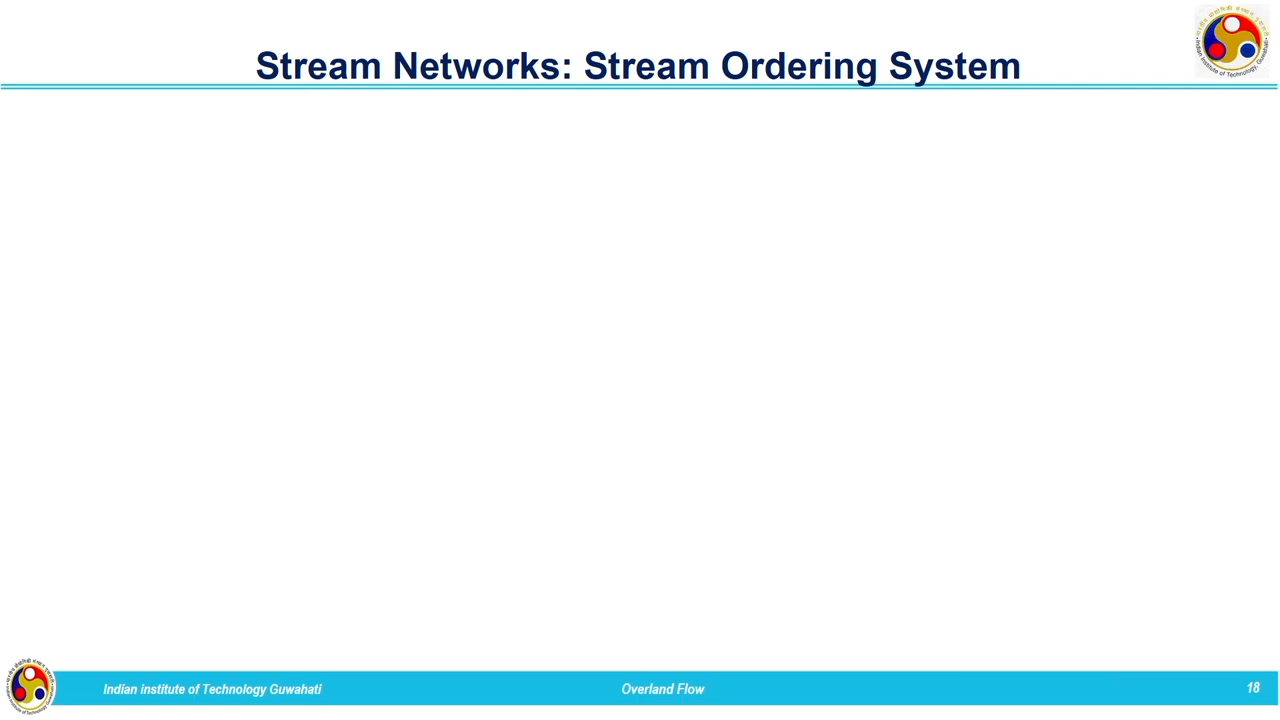 Stream Networks: Stream Ordering System
Indian institute of Technology Guwahati
Overland Flow
18